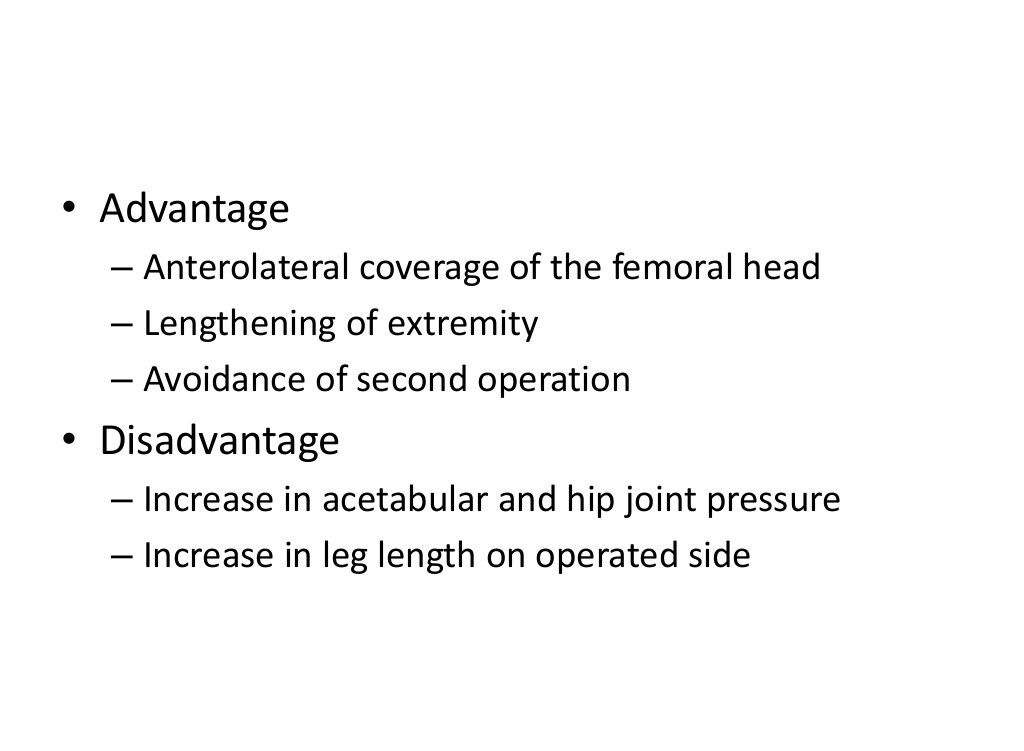 • Advantage
– Anterolateral coverage of the femoral head
– Lengthening of extremity
– Avoidance of second operation
• Disadvantage
– Increase in acetabular and hip joint pressure
– Increase in leg length on operated side